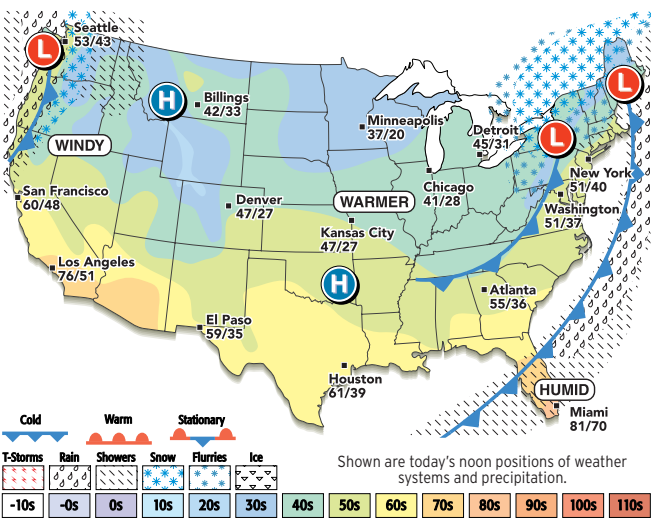 Seattle
53/43
L
H
Billings
42/33
L
Minneapolis
37/20
L
Detroit
45/31
WINDY
New York
51/40
San Francisco
60/48
Denver
47/27
WARMER
Chicago
41/28
Washington
51/37
Kansas City
47/27
Los Angeles
76/51
H
Atlanta
55/36
El Paso
59/35
Houston
61/39
HUMID
Miami
81/70
Cold Warm Stationary
T-Storms Rain Showers Snow Flurries Ice
Shown are today's noon positions of weather
systems and precipitation.
-10s -0s 0s 10s 20s 30s 40s 50s 60s 70s 80s 90s 100s 110s